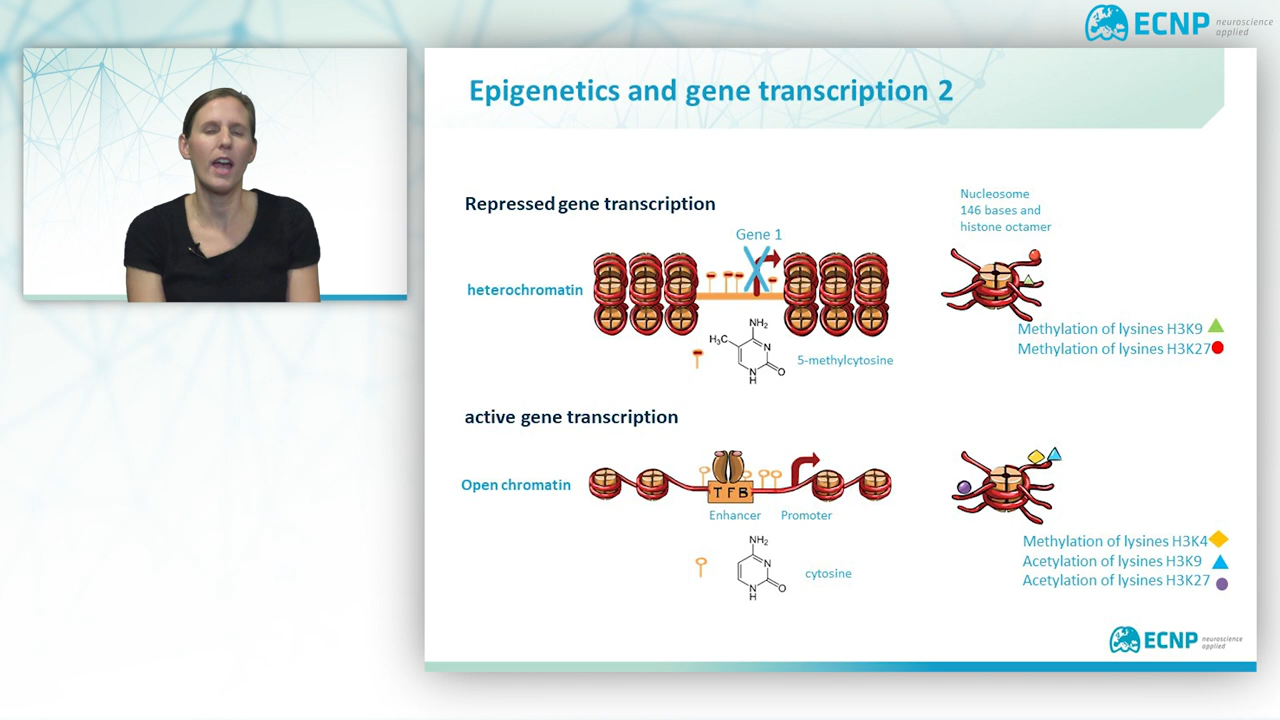 ECNP neuroscience applied
Epigenetics and gene transcription 2
Repressed gene transcription
Nucleosome
146 bases and
histone octamer
Gene 1
heterochromatin
Methylation of lysines H3K9
Methylation of lysines H3K27
NH₂
H₃C
N
N
H
O
5-methylcytosine
active gene transcription
Open chromatin
TFB
Enhancer
Promoter
Methylation of lysines H3K4
Acetylation of lysines H3K9
Acetylation of lysines H3K27
NH₂
N
N
H
O
cytosine
ECNP neuroscience applied